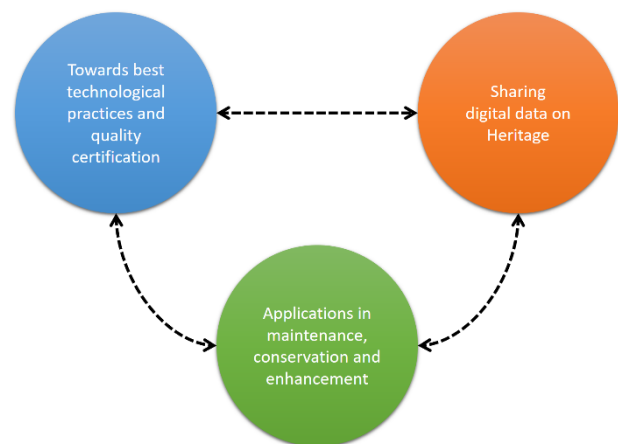 Towards best
technological
practices and
quality
certification
Sharing
digital data on
Heritage
Applications in
maintenance,
conservation and
enhancement